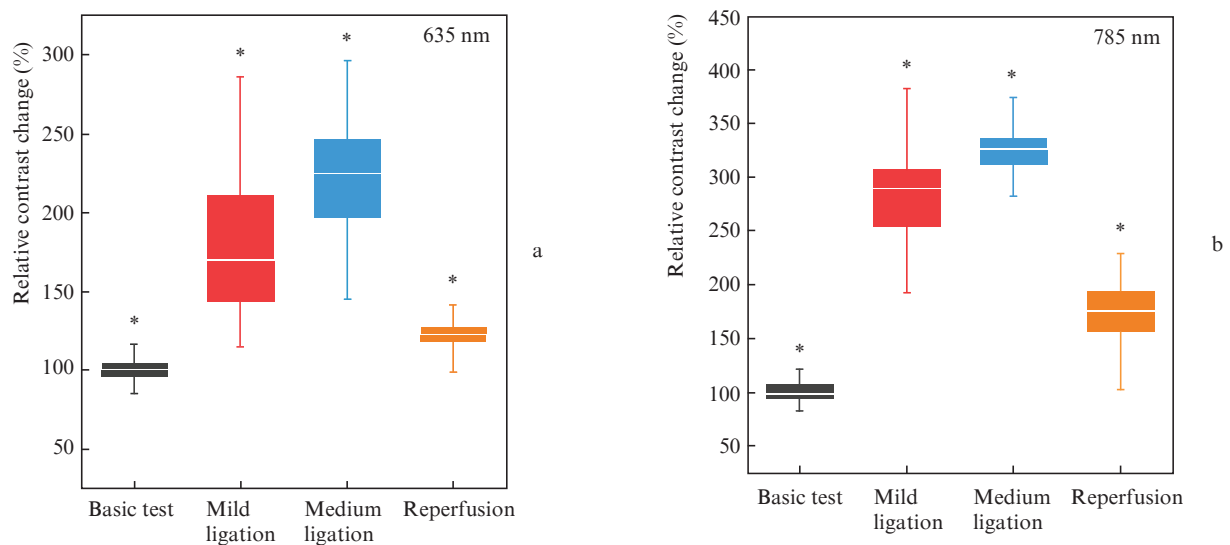 Relative contrast change (%)
635 nm
300
250
200
150
100
50
*
*
*
*
Basic test
Mild
ligation
Medium
ligation
Reperfusion
a
Relative contrast change (%)
785 nm
450
400
350
300
250
200
150
100
50
*
*
*
*
Basic test
Mild
ligation
Medium
ligation
Reperfusion
b